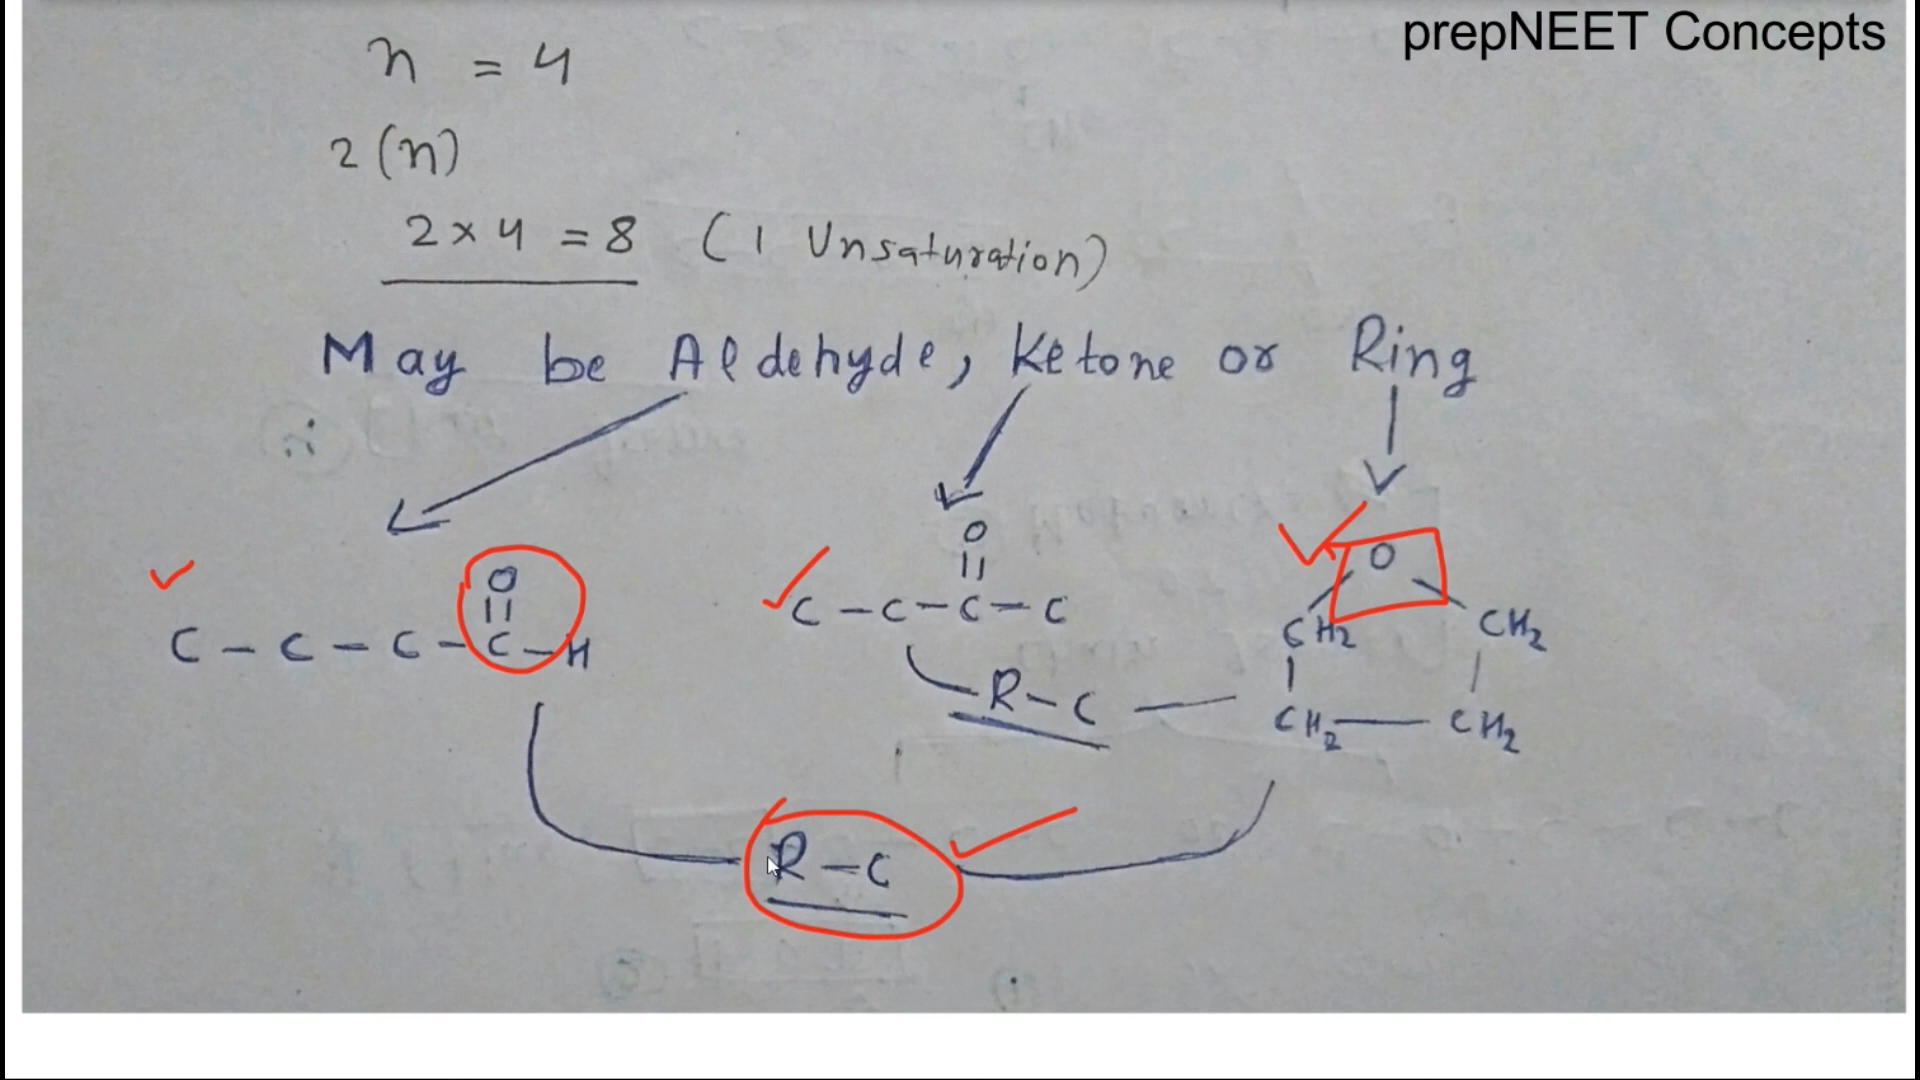 prepNEET Concepts
n = 4
2(n)
2 × 4 = 8 (1 Unsaturation)
May be Aldehyde, Ketone or Ring
O
||
C - C - C - C - H
O
||
C - C - C - C
O
CH2 CH2
CH2 - CH2
R - C
R - C